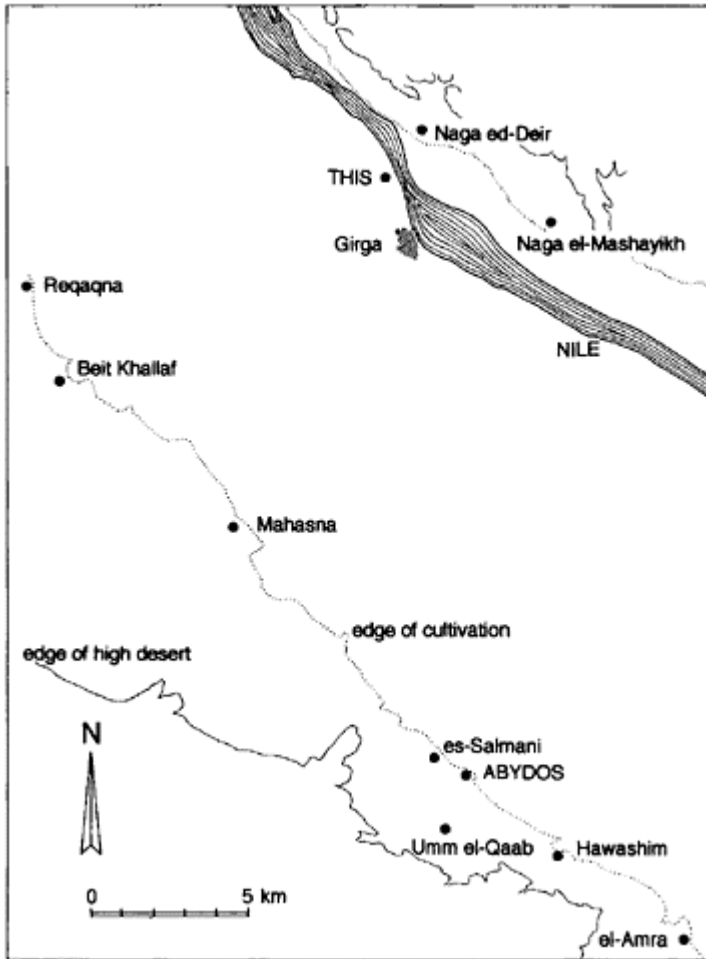 Naga ed-Deir
THIS
Girga
Naga el-Mashayikh
Reqaqna
NILE
Beit Khallaf
Mahasna
edge of cultivation
edge of high desert
N
es-Salmani
ABYDOS
Umm el-Qaab
Hawashim
0 5 km
el-Amra